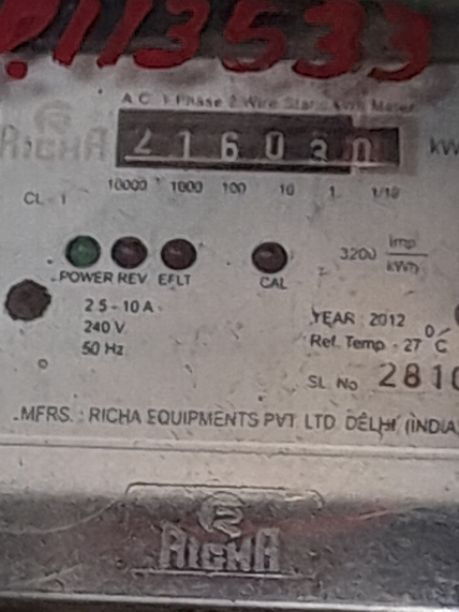 P113533
A.C. 1 Phase 2 Wire Static kWh Meter
RICHA
216030 kW
10000 1000 100 10 1 1/10
CL - 1
3200 imp/kWh
POWER REV EFLT CAL
2.5 - 10 A
240 V
50 Hz
YEAR : 2012
Ref. Temp - 27°C
SL No 2810
MFRS. : RICHA EQUIPMENTS PVT. LTD. DELHI (INDIA
RICHA